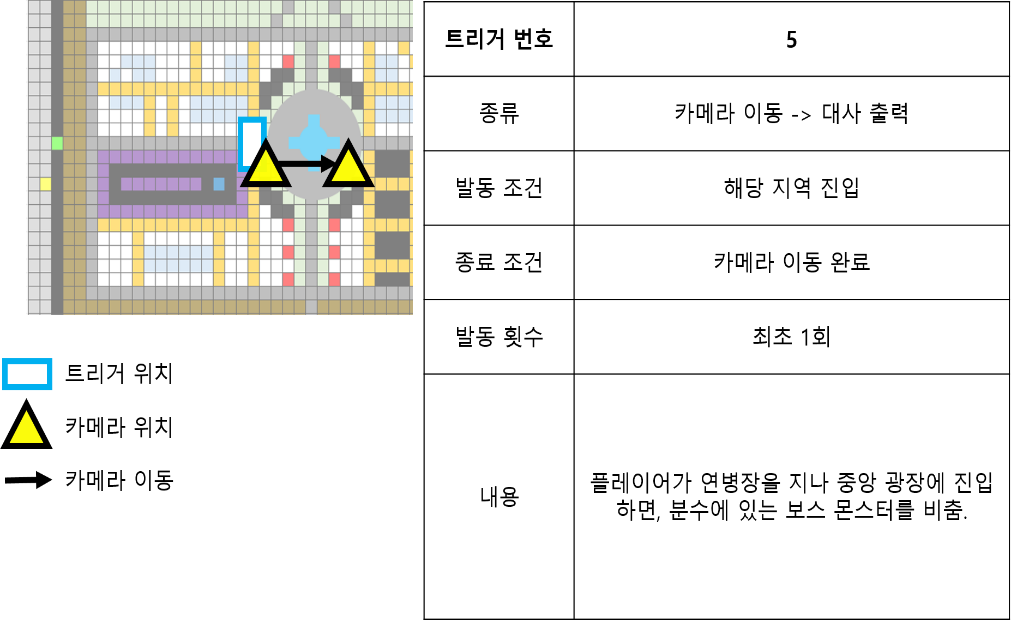 트리거 번호
5
종류
카메라 이동 -> 대사 출력
발동 조건
해당 지역 진입
종료 조건
카메라 이동 완료
발동 횟수
최초 1회
내용
플레이어가 연병장을 지나 중앙 광장에 진입
하면, 분수에 있는 보스 몬스터를 비춤.
트리거 위치
카메라 위치
카메라 이동